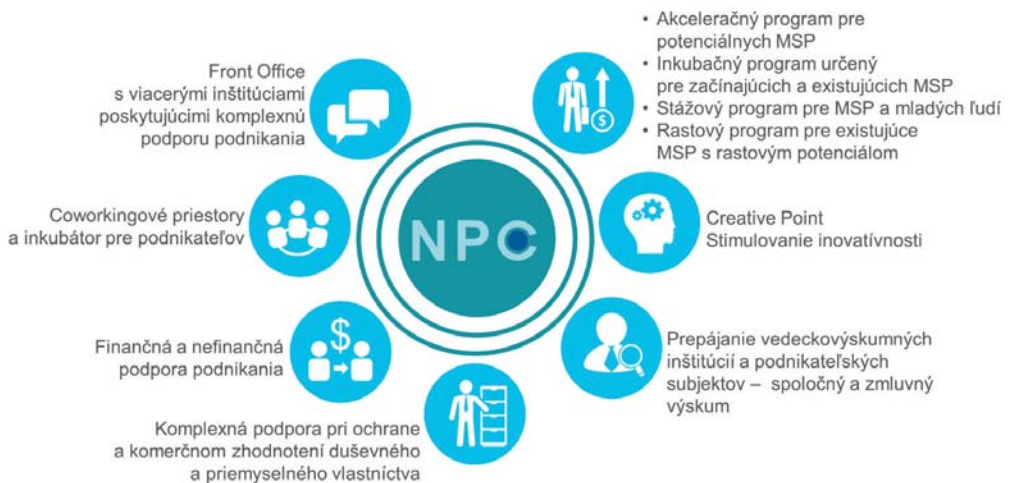 Front Office
s viacerými inštitúciami
poskytujúcimi komplexnú
podporu podnikania
• Akceleračný program pre
potenciálnych MSP
• Inkubačný program určený
pre začínajúcich a existujúcich MSP
• Stážový program pre MSP a mladých ľudí
• Rastový program pre existujúce
MSP s rastovým potenciálom
Coworkingové priestory
a inkubátor pre podnikateľov
NPC
Creative Point
Stimulovanie inovatívnosti
$
Finančná a nefinančná
podpora podnikania
$
Prepájanie vedeckovýskumných
inštitúcií a podnikateľských
subjektov – spoločný a zmluvný
výskum
Komplexná podpora pri ochrane
a komerčnom zhodnotení duševného
a priemyselného vlastníctva